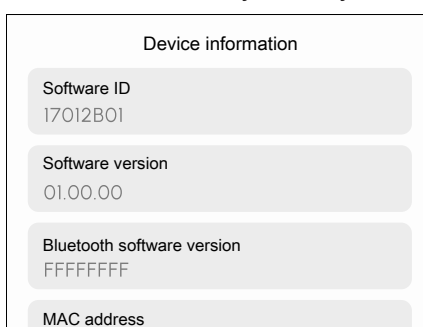 Device information
Software ID
17012B01
Software version
01.00.00
Bluetooth software version
FFFFFFFF
MAC address